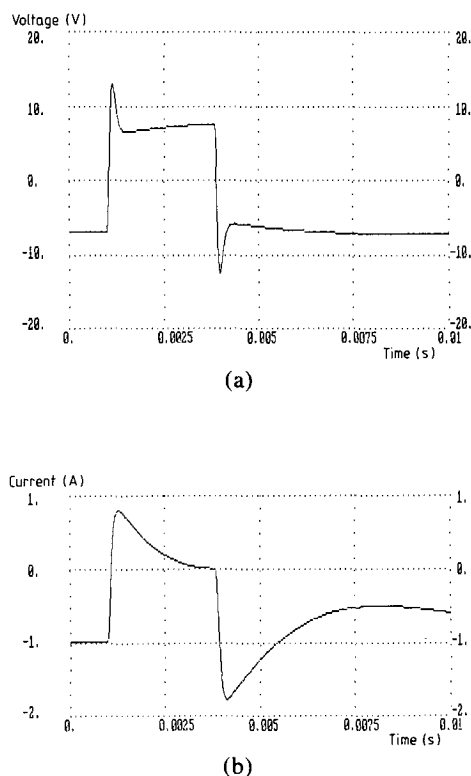 Voltage (V)
20. 20.
10. 10.
0. 0.
-10. -10.
-20. -20.
0. 0.0025 0.005 0.0075 0.01
Time (s)
(a)
Current (A)
1. 1.
0. 0.
-1. -1.
-2. -2.
0. 0.0025 0.005 0.0075 0.01
Time (s)
(b)